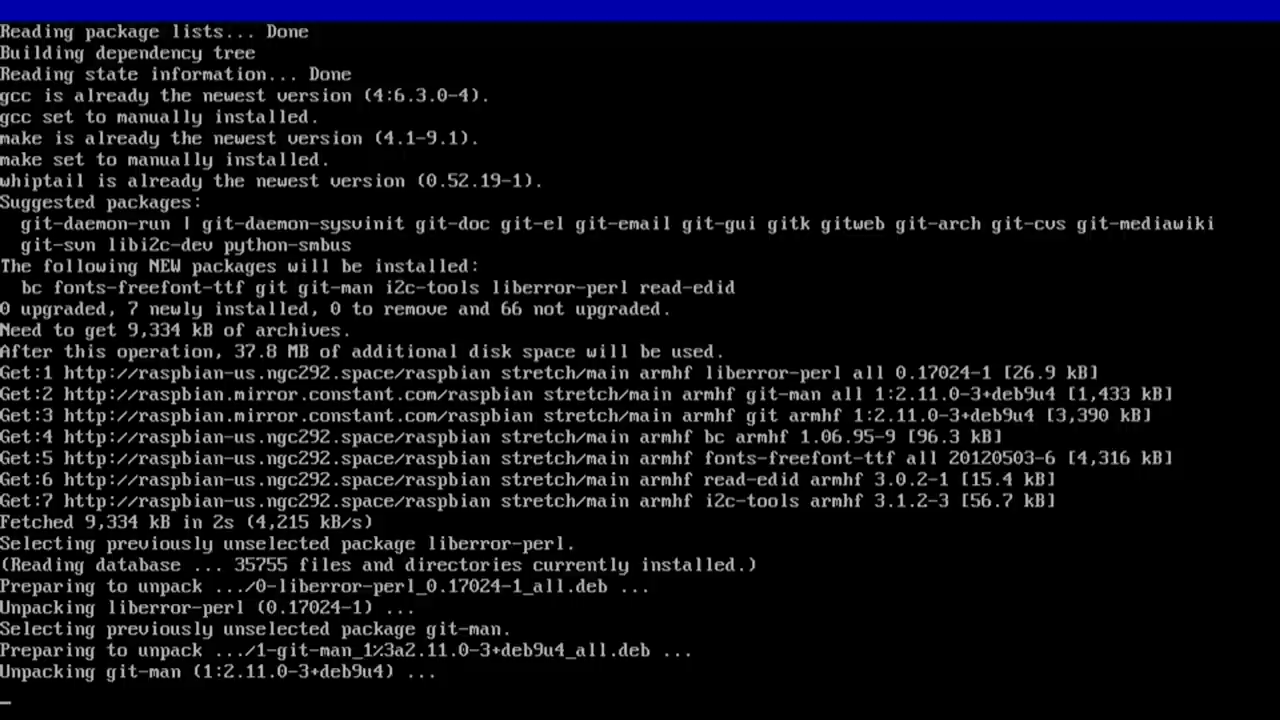 Reading package lists... Done
Building dependency tree
Reading state information... Done
gcc is already the newest version (4:6.3.0-4).
gcc set to manually installed.
make is already the newest version (4.1-9.1).
make set to manually installed.
whiptail is already the newest version (0.52.19-1).
Suggested packages:
  git-daemon-run | git-daemon-sysvinit git-doc git-el git-email git-gui gitk gitweb git-arch git-cvs git-mediawiki
  git-svn libi2c-dev python-smbus
The following NEW packages will be installed:
  bc fonts-freefont-ttf git git-man i2c-tools liberror-perl read-edid
0 upgraded, 7 newly installed, 0 to remove and 66 not upgraded.
Need to get 9,334 kB of archives.
After this operation, 37.8 MB of additional disk space will be used.
Get:1 http://raspbian-us.ngc292.space/raspbian stretch/main armhf liberror-perl all 0.17024-1 [26.9 kB]
Get:2 http://raspbian.mirror.constant.com/raspbian stretch/main armhf git-man all 1:2.11.0-3+deb9u4 [1,433 kB]
Get:3 http://raspbian.mirror.constant.com/raspbian stretch/main armhf git armhf 1:2.11.0-3+deb9u4 [3,390 kB]
Get:4 http://raspbian-us.ngc292.space/raspbian stretch/main armhf bc armhf 1.06.95-9 [96.3 kB]
Get:5 http://raspbian-us.ngc292.space/raspbian stretch/main armhf fonts-freefont-ttf all 20120503-6 [4,316 kB]
Get:6 http://raspbian-us.ngc292.space/raspbian stretch/main armhf read-edid armhf 3.0.2-1 [15.4 kB]
Get:7 http://raspbian-us.ngc292.space/raspbian stretch/main armhf i2c-tools armhf 3.1.2-3 [56.7 kB]
Fetched 9,334 kB in 2s (4,215 kB/s)
Selecting previously unselected package liberror-perl.
(Reading database ... 35755 files and directories currently installed.)
Preparing to unpack .../0-liberror-perl_0.17024-1_all.deb ...
Unpacking liberror-perl (0.17024-1) ...
Selecting previously unselected package git-man.
Preparing to unpack .../1-git-man_1%3a2.11.0-3+deb9u4_all.deb ...
Unpacking git-man (1:2.11.0-3+deb9u4) ...